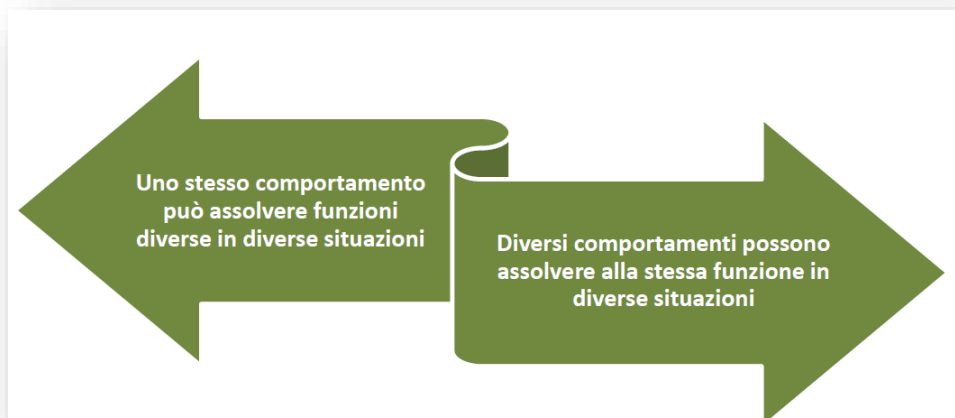 Uno stesso comportamento
può assolvere funzioni
diverse in diverse situazioni
Diversi comportamenti possono
assolvere alla stessa funzione in
diverse situazioni